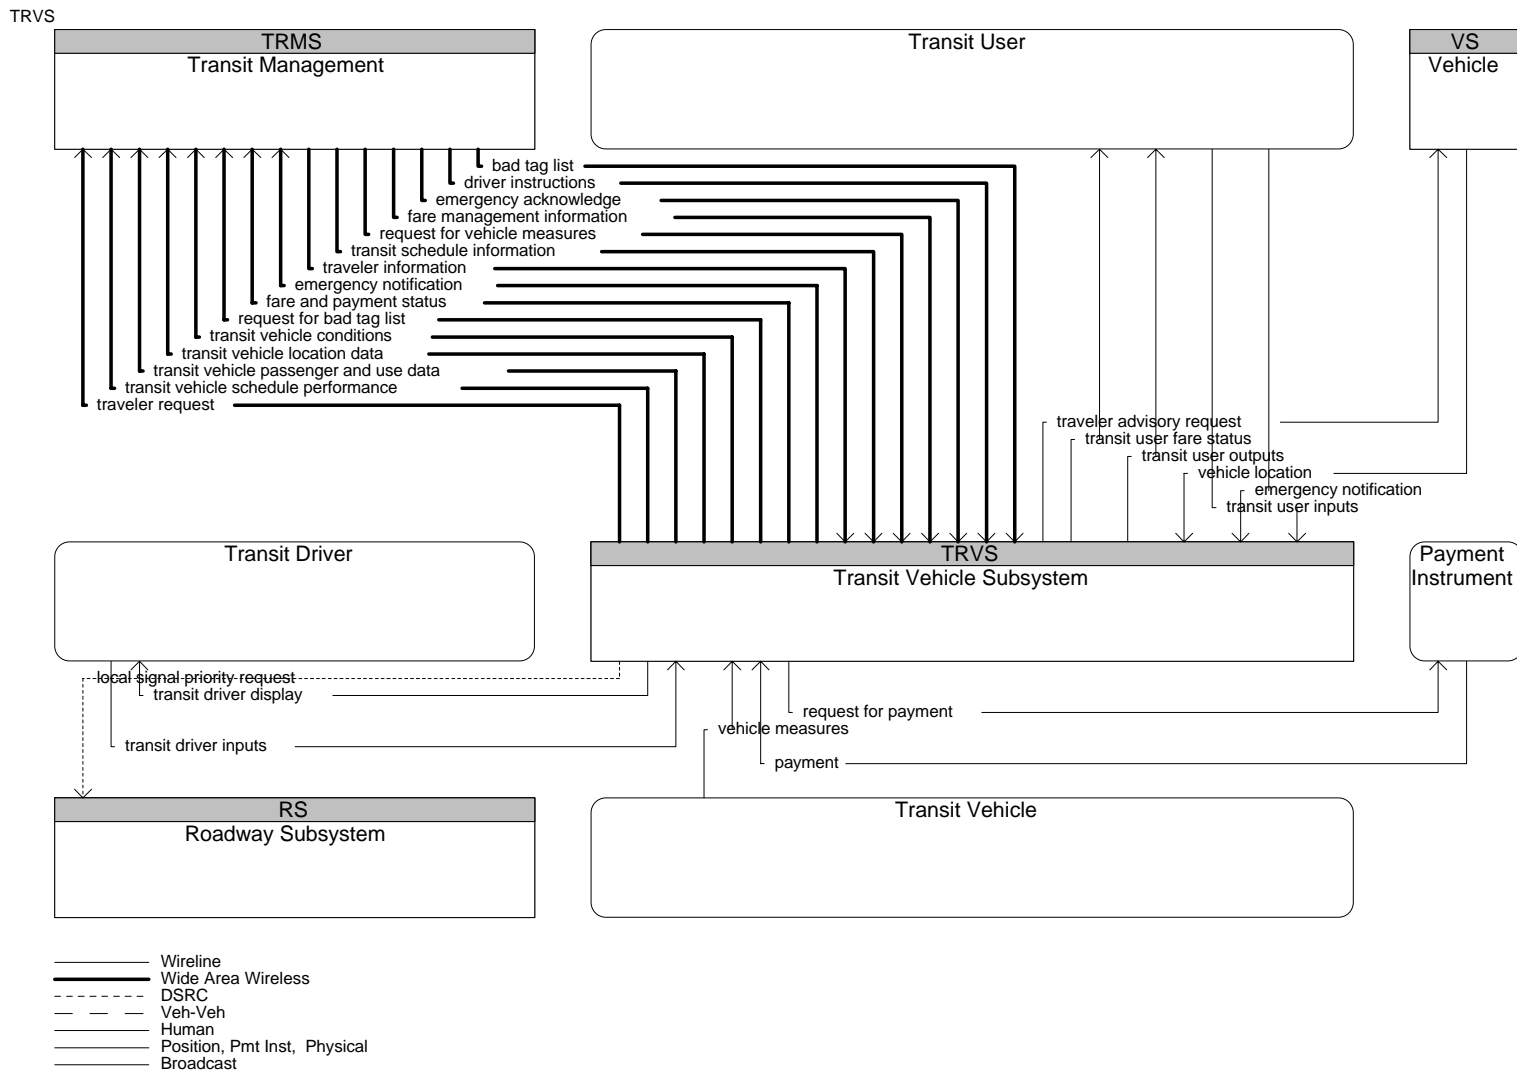 TRVS
TRMS
Transit Management
Transit User
VS
Vehicle
bad tag list
driver instructions
emergency acknowledge
fare management information
request for vehicle measures
transit schedule information
traveler information
emergency notification
fare and payment status
request for bad tag list
transit vehicle conditions
transit vehicle location data
transit vehicle passenger and use data
transit vehicle schedule performance
traveler request
traveler advisory request
transit user fare status
transit user outputs
vehicle location
emergency notification
transit user inputs
Transit Driver
TRVS
Transit Vehicle Subsystem
Payment
Instrument
local signal priority request
transit driver display
request for payment
vehicle measures
transit driver inputs
payment
RS
Roadway Subsystem
Transit Vehicle
Wireline
Wide Area Wireless
DSRC
Veh-Veh
Human
Position, Pmt Inst, Physical
Broadcast